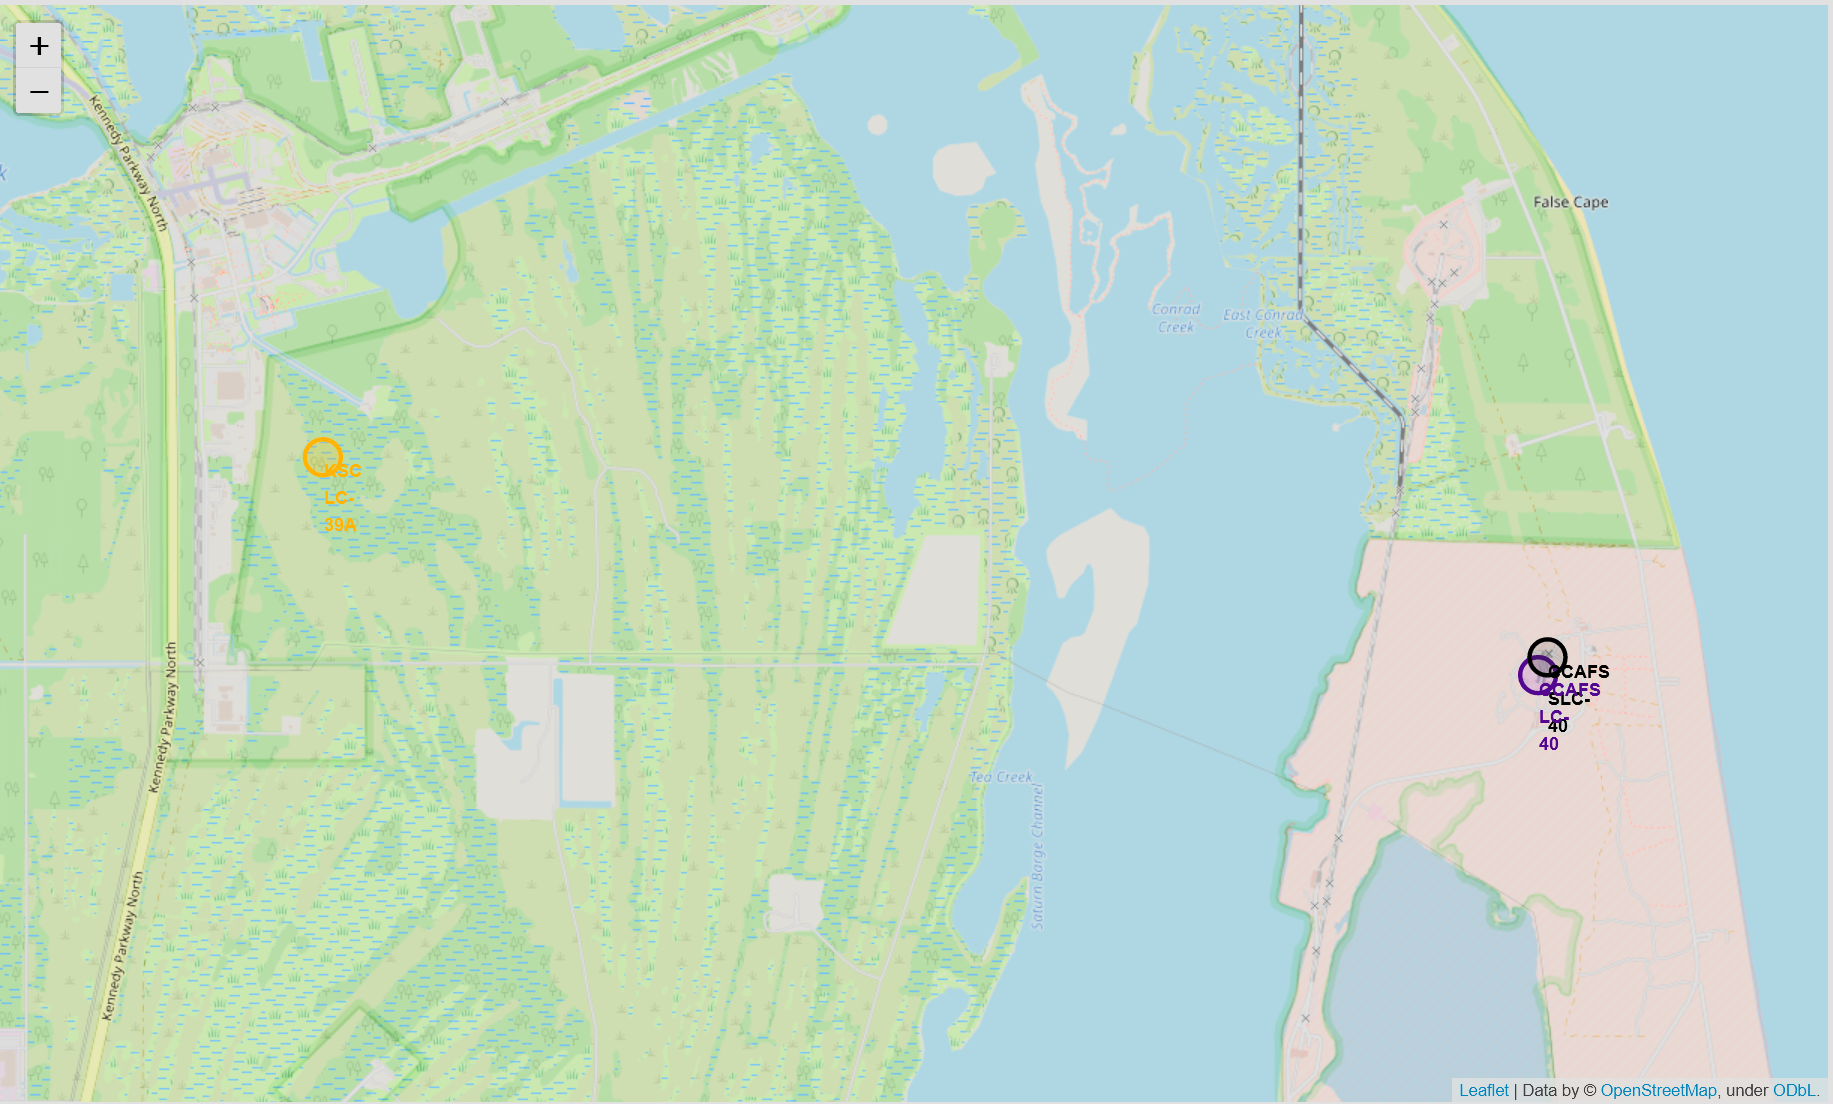 +
−
Kennedy Parkway North
False Cape
Conrad
Creek
East Conrad
Creek
KSC
LC-
39A
CCAFS
SLC-
40
CCAFS
LC-
40
Kennedy Parkway North
Tea Creek
Saturn Barge Channel
Kennedy Parkway North
Leaflet | Data by © OpenStreetMap, under ODbL.